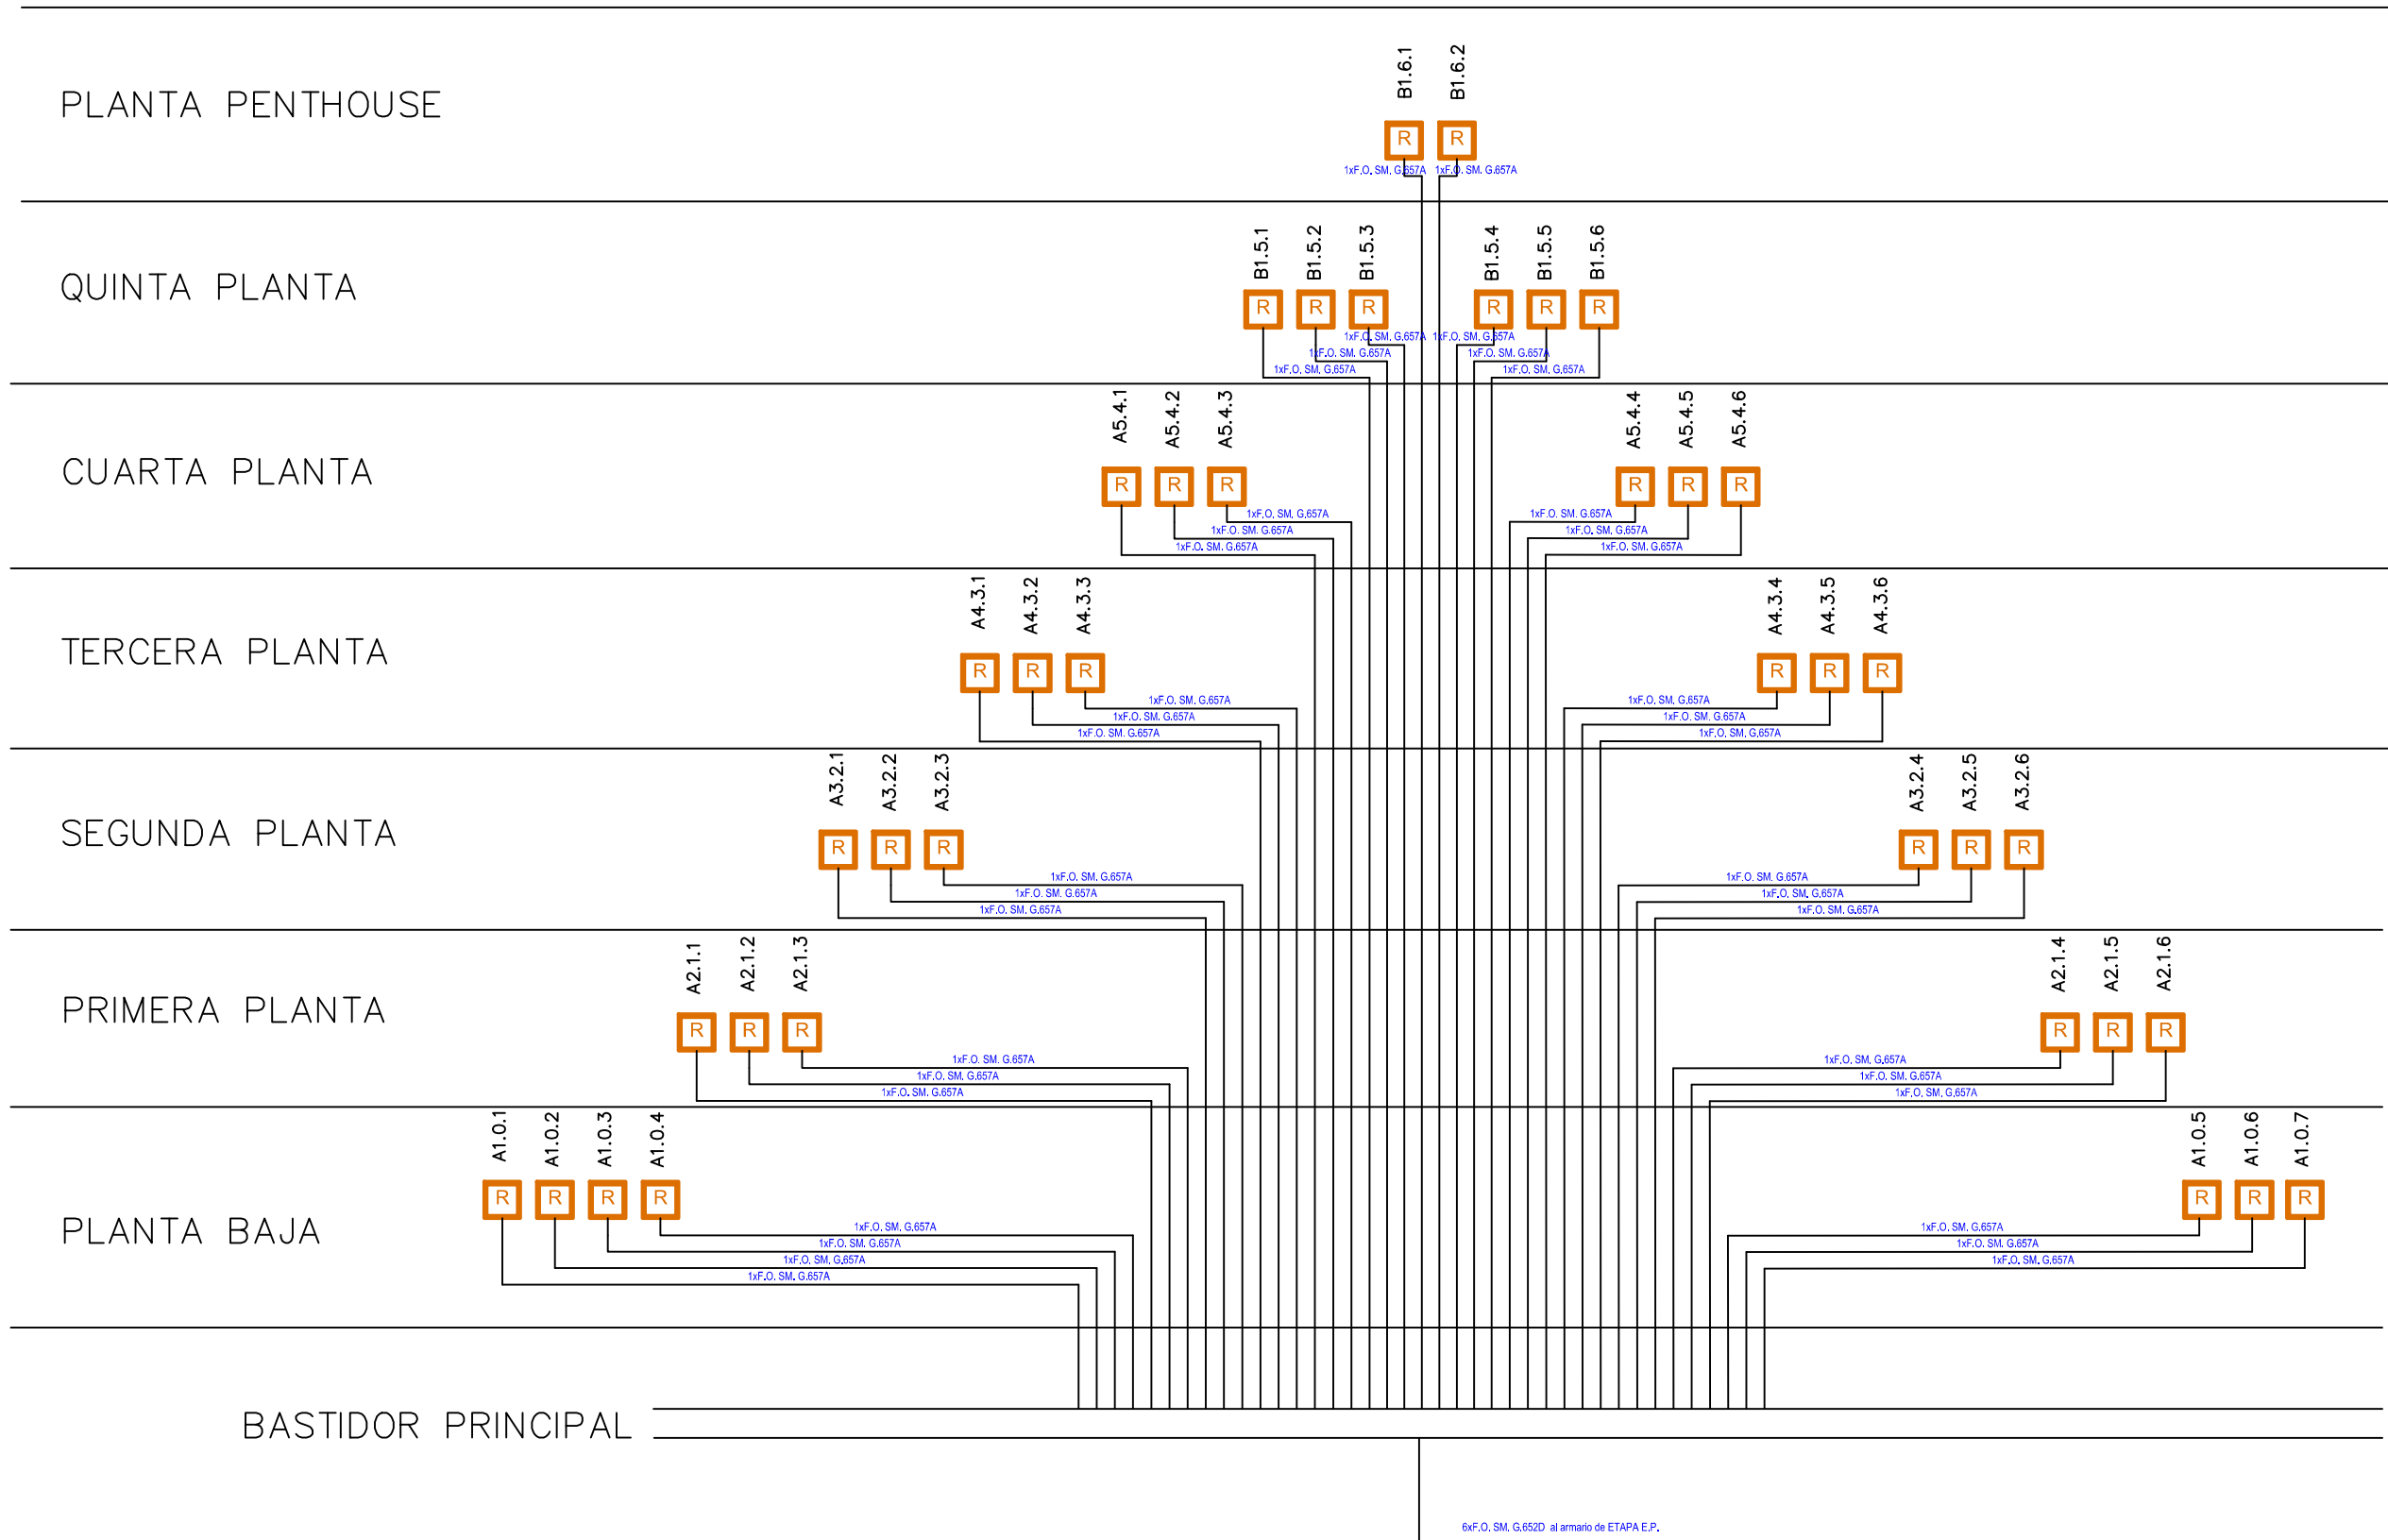 PLANTA PENTHOUSE
B1.6.1
B1.6.2
R
R
1xF.O. SM. G.657A
1xF.O. SM. G.657A
QUINTA PLANTA
B1.5.1
B1.5.2
B1.5.3
B1.5.4
B1.5.5
B1.5.6
R
R
R
R
R
R
1xF.O. SM. G.657A
1xF.O. SM. G.657A
1xF.O. SM. G.657A
1xF.O. SM. G.657A
1xF.O. SM. G.657A
1xF.O. SM. G.657A
CUARTA PLANTA
A5.4.1
A5.4.2
A5.4.3
A5.4.4
A5.4.5
A5.4.6
R
R
R
R
R
R
1xF.O. SM. G.657A
1xF.O. SM. G.657A
1xF.O. SM. G.657A
1xF.O. SM. G.657A
1xF.O. SM. G.657A
1xF.O. SM. G.657A
TERCERA PLANTA
A4.3.1
A4.3.2
A4.3.3
A4.3.4
A4.3.5
A4.3.6
R
R
R
R
R
R
1xF.O. SM. G.657A
1xF.O. SM. G.657A
1xF.O. SM. G.657A
1xF.O. SM. G.657A
1xF.O. SM. G.657A
1xF.O. SM. G.657A
SEGUNDA PLANTA
A3.2.1
A3.2.2
A3.2.3
A3.2.4
A3.2.5
A3.2.6
R
R
R
R
R
R
1xF.O. SM. G.657A
1xF.O. SM. G.657A
1xF.O. SM. G.657A
1xF.O. SM. G.657A
1xF.O. SM. G.657A
1xF.O. SM. G.657A
PRIMERA PLANTA
A2.1.1
A2.1.2
A2.1.3
A2.1.4
A2.1.5
A2.1.6
R
R
R
R
R
R
1xF.O. SM. G.657A
1xF.O. SM. G.657A
1xF.O. SM. G.657A
1xF.O. SM. G.657A
1xF.O. SM. G.657A
1xF.O. SM. G.657A
PLANTA BAJA
A1.0.1
A1.0.2
A1.0.3
A1.0.4
A1.0.5
A1.0.6
A1.0.7
R
R
R
R
R
R
R
1xF.O. SM. G.657A
1xF.O. SM. G.657A
1xF.O. SM. G.657A
1xF.O. SM. G.657A
1xF.O. SM. G.657A
1xF.O. SM. G.657A
1xF.O. SM. G.657A
BASTIDOR PRINCIPAL
6xF.O. SM. G.652D al armario de ETAPA E.P.